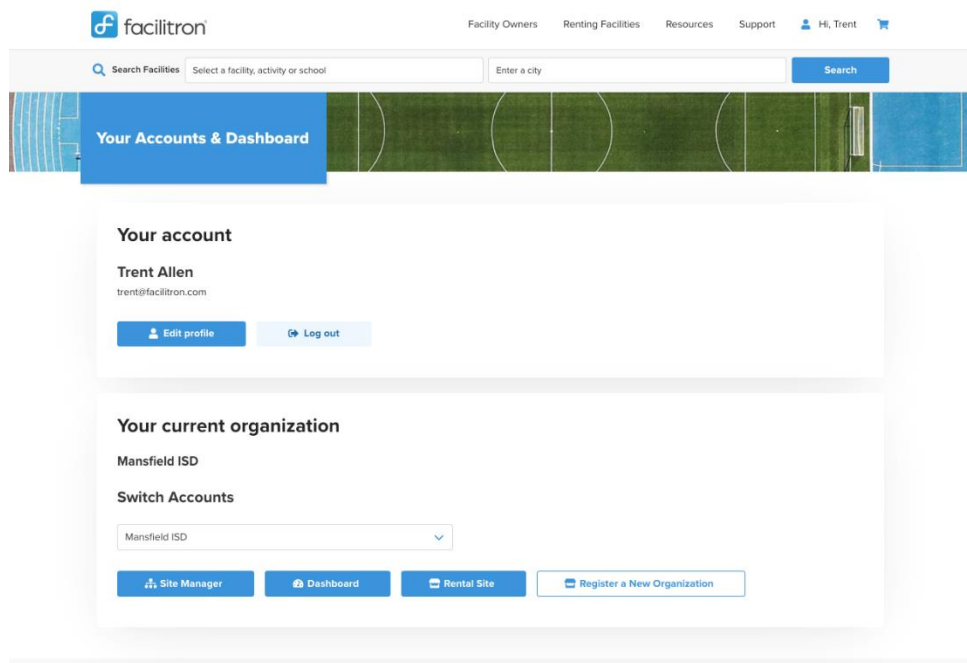 facilitron
Facility Owners Renting Facilities Resources Support Hi, Trent
Search Facilities Select a facility, activity or school Enter a city Search
Your Accounts & Dashboard
Your account
Trent Allen
trent@facilitron.com
Edit profile Log out
Your current organization
Mansfield ISD
Switch Accounts
Mansfield ISD
Site Manager Dashboard Rental Site Register a New Organization